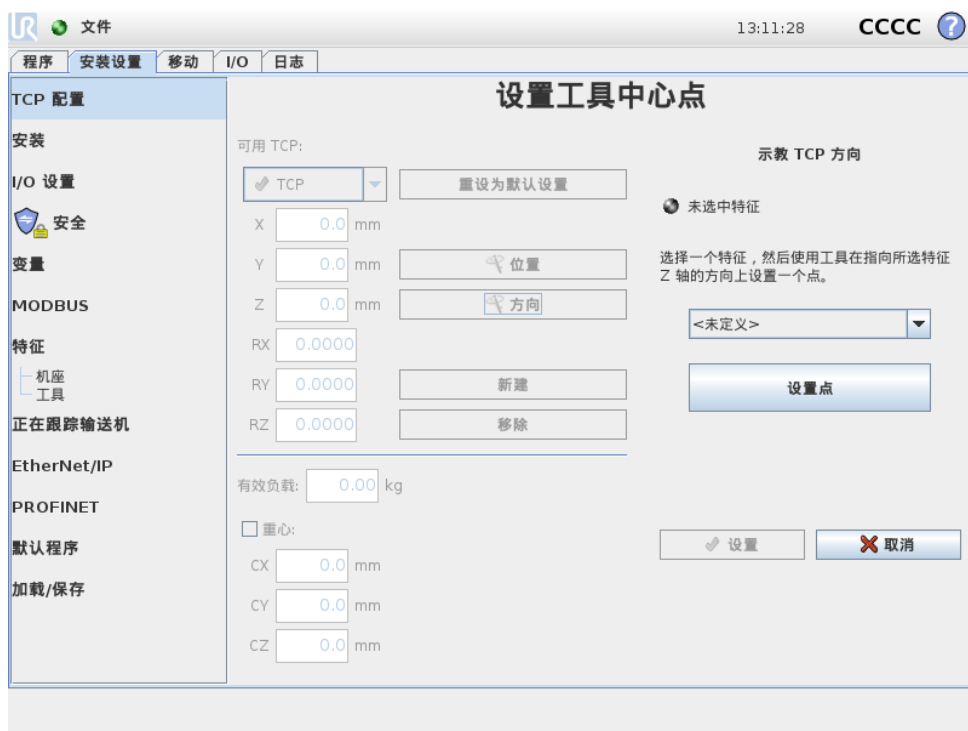 UR 文件 13:11:28 CCCC ?
程序 安装设置 移动 I/O 日志
TCP 配置
安装
I/O 设置
安全
变量
MODBUS
特征
机座
工具
正在跟踪输送机
EtherNet/IP
PROFINET
默认程序
加载/保存
设置工具中心点
可用 TCP:
TCP 重设为默认设置
X 0.0 mm
Y 0.0 mm 位置
Z 0.0 mm 方向
RX 0.0000
RY 0.0000 新建
RZ 0.0000 移除
有效负载: 0.00 kg
重心:
CX 0.0 mm
CY 0.0 mm
CZ 0.0 mm
示教 TCP 方向
未选中特征
选择一个特征，然后使用工具在指向所选特征
Z 轴的方向上设置一个点。
<未定义>
设置点
设置 取消